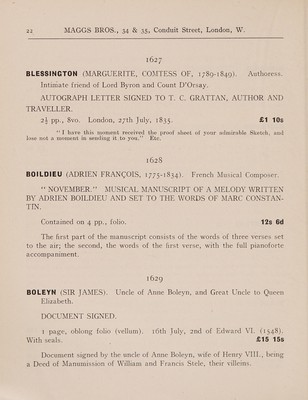 22 MAGGS BROS., 34 & 35, Conduit Street, London, W.
1627
BLESSINGTON (MARGUERITE, COMTESS OF, 1789-1849). Authoress.
Intimate friend of Lord Byron and Count D'Orsay.
AUTOGRAPH LETTER SIGNED TO T. C. GRATTAN, AUTHOR AND
TRAVELLER.
2½ pp., 8vo. London, 27th July, 1835. £1 10s
"I have this moment received the proof sheet of your admirable Sketch, and
lose not a moment in sending it to you." Etc.
1628
BOILDIEU (ADRIEN FRANÇOIS, 1775-1834). French Musical Composer.
"NOVEMBER." MUSICAL MANUSCRIPT OF A MELODY WRITTEN
BY ADRIEN BOILDIEU AND SET TO THE WORDS OF MARC CONSTAN-
TIN.
Contained on 4 pp., folio. 12s 6d
The first part of the manuscript consists of the words of three verses set
to the air; the second, the words of the first verse, with the full pianoforte
accompaniment.
1629
BOLEYN (SIR JAMES). Uncle of Anne Boleyn, and Great Uncle to Queen
Elizabeth.
DOCUMENT SIGNED.
1 page, oblong folio (vellum). 16th July, 2nd of Edward VI. (1548).
With seals. £15 15s
Document signed by the uncle of Anne Boleyn, wife of Henry VIII., being
a Deed of Mammission of William and Francis Stele, their villeins.